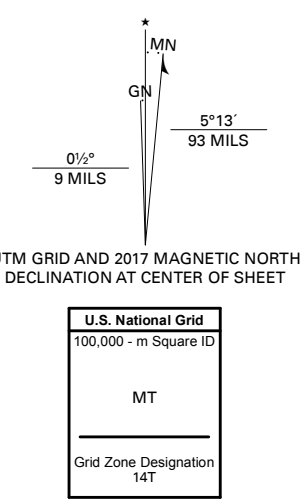 ★
MN
GN
5°13´
93 MILS
0½°
9 MILS
UTM GRID AND 2017 MAGNETIC NORTH
DECLINATION AT CENTER OF SHEET
U.S. National Grid
100,000 - m Square ID
MT
Grid Zone Designation
14T